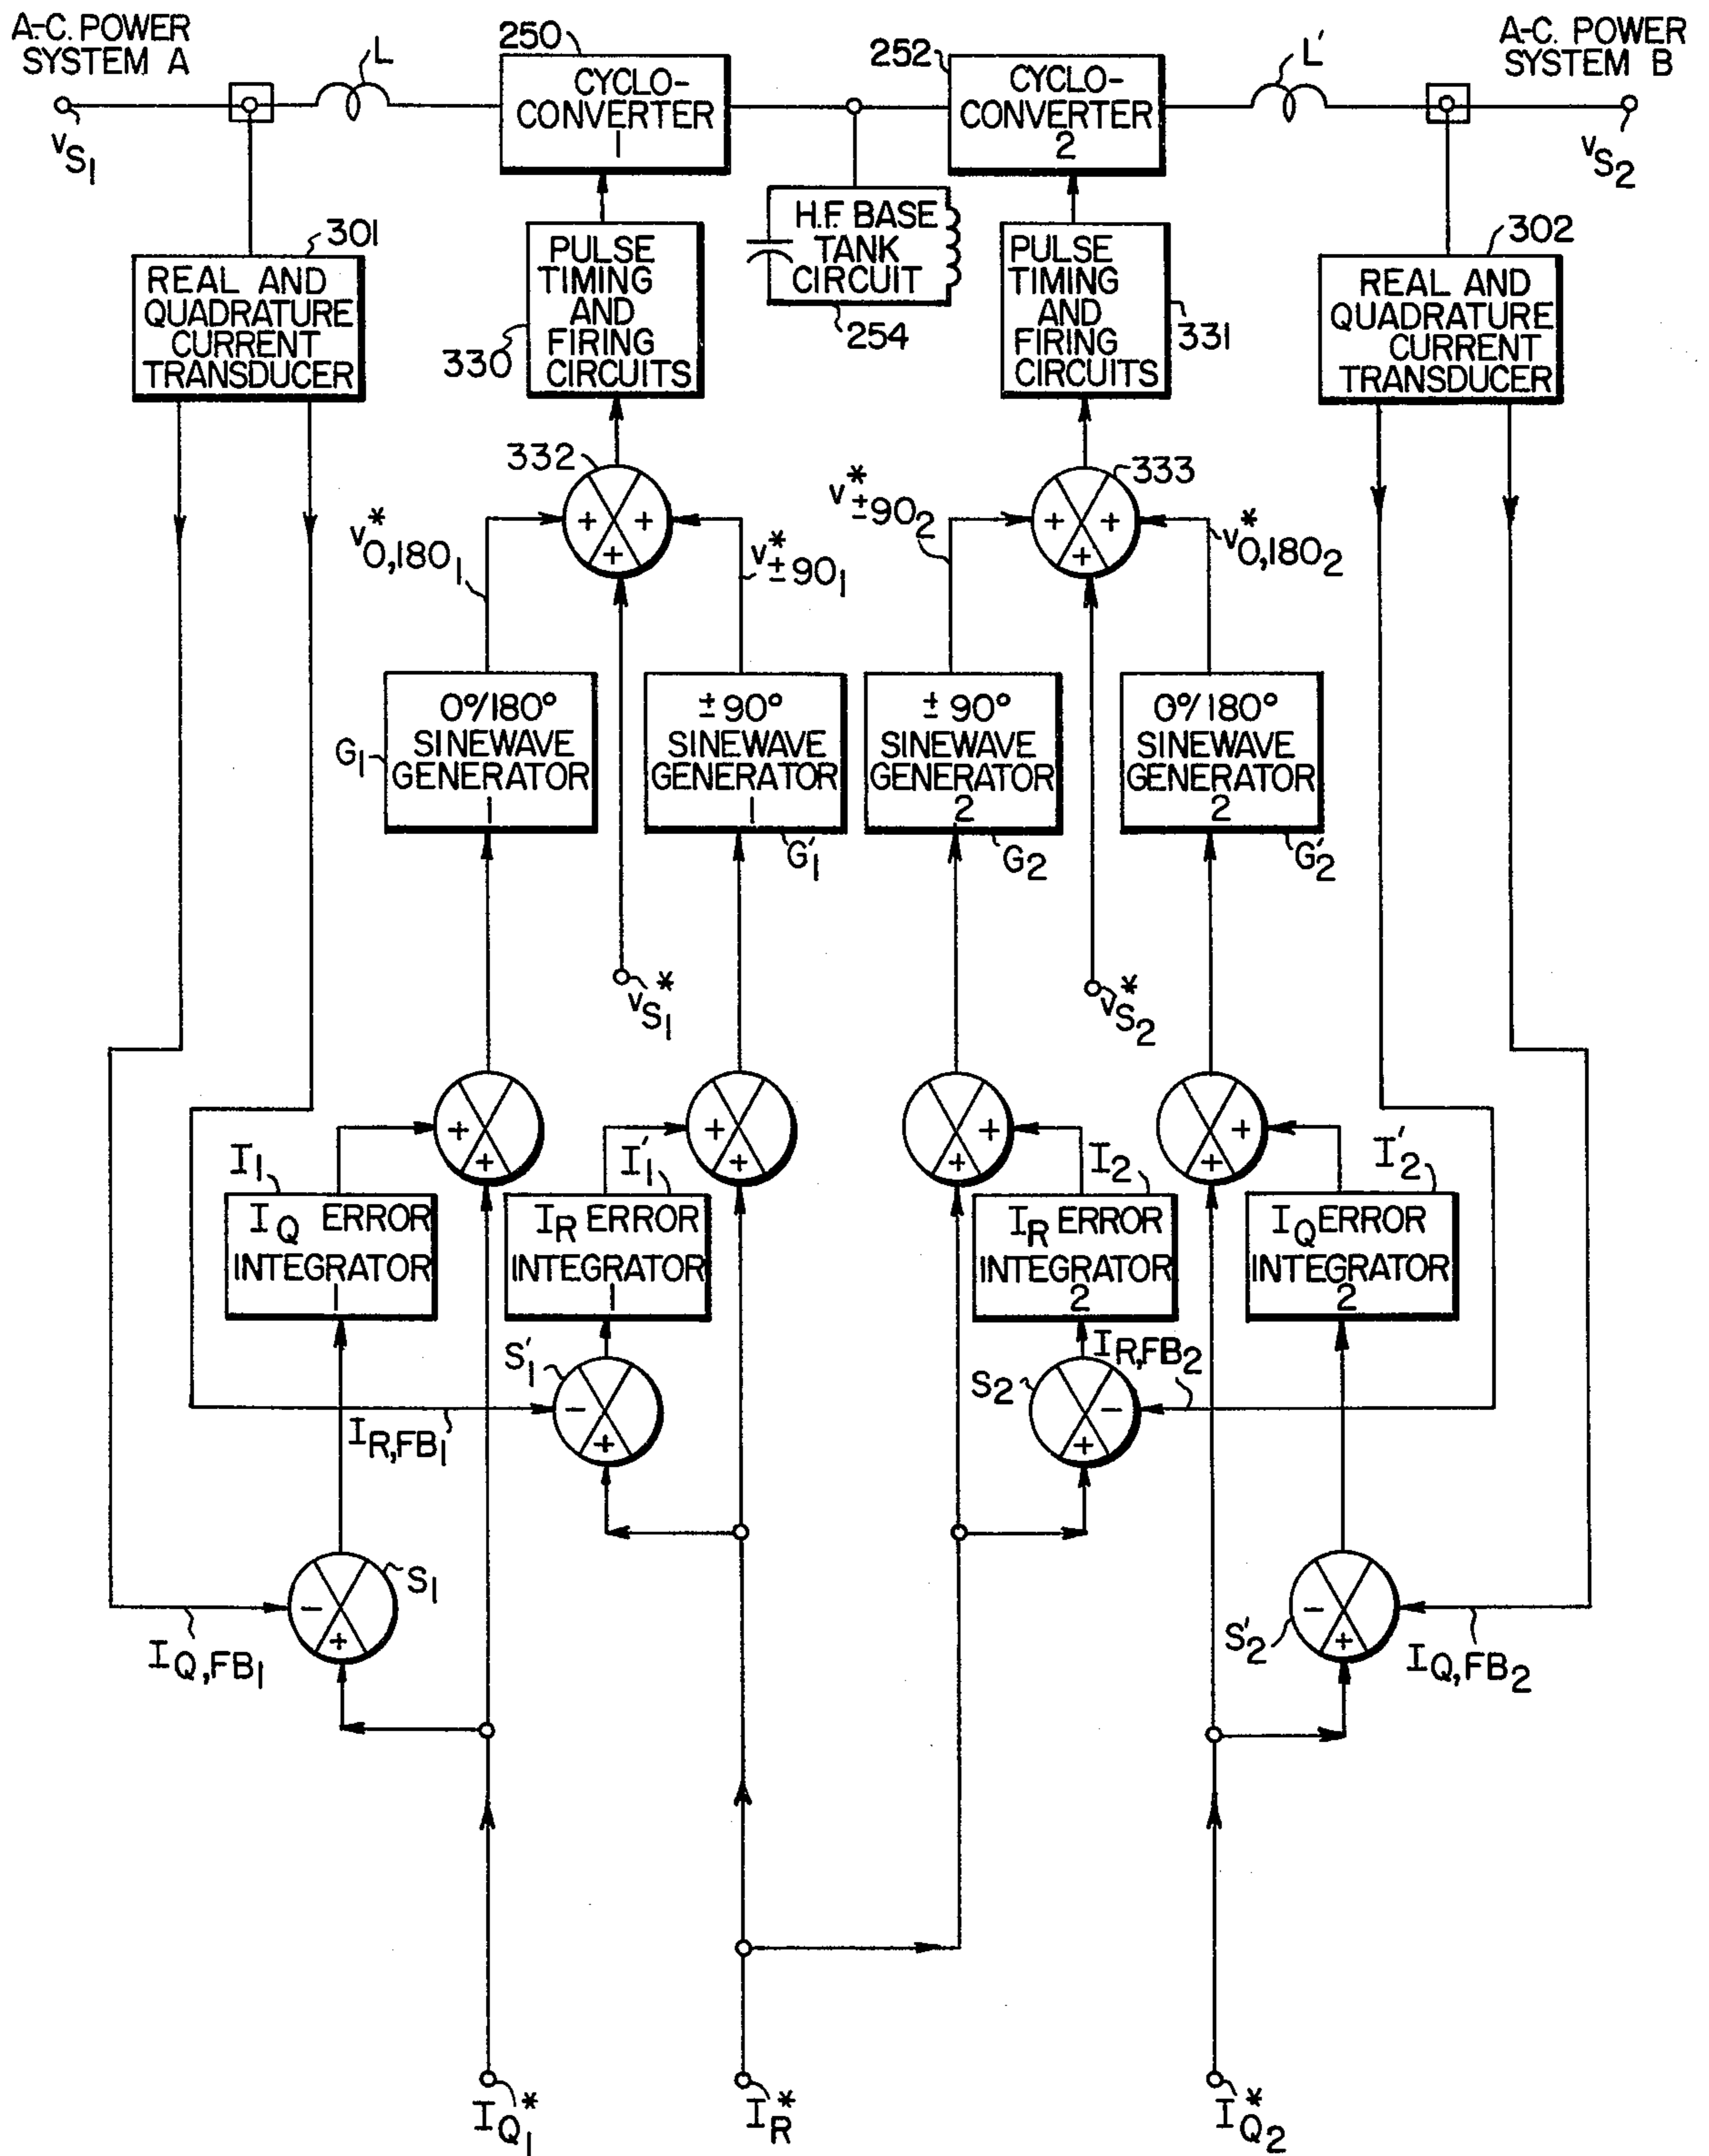 A-C. POWER
SYSTEM A
L
250
CYCLO-
CONVERTER
1
252
CYCLO-
CONVERTER
2
L'
A-C. POWER
SYSTEM B
vS1
vS2
301
REAL AND
QUADRATURE
CURRENT
TRANSDUCER
330
PULSE
TIMING
AND
FIRING
CIRCUITS
H.F. BASE
TANK
CIRCUIT
254
PULSE
TIMING
AND
FIRING
CIRCUITS
331
302
REAL AND
QUADRATURE
CURRENT
TRANSDUCER
332
+ +
+
v*0,1801
v*±901
333
+ +
+
v*±902
v*0,1802
G1
0°/180°
SINEWAVE
GENERATOR
1
±90°
SINEWAVE
GENERATOR
1
G'1
±90°
SINEWAVE
GENERATOR
2
G2
0°/180°
SINEWAVE
GENERATOR
2
G'2
vS1*
vS2*
+
+
+
+
+
+
+
+
I1
IQ ERROR
INTEGRATOR
1
I'1
IR ERROR
INTEGRATOR
1
I2
IR ERROR
INTEGRATOR
2
I'2
IQ ERROR
INTEGRATOR
2
S'1
-
+
IR,FB1
S2
-
+
IR,FB2
S1
-
+
IQ,FB1
S'2
-
+
IQ,FB2
IQ1*
IR*
IQ2*